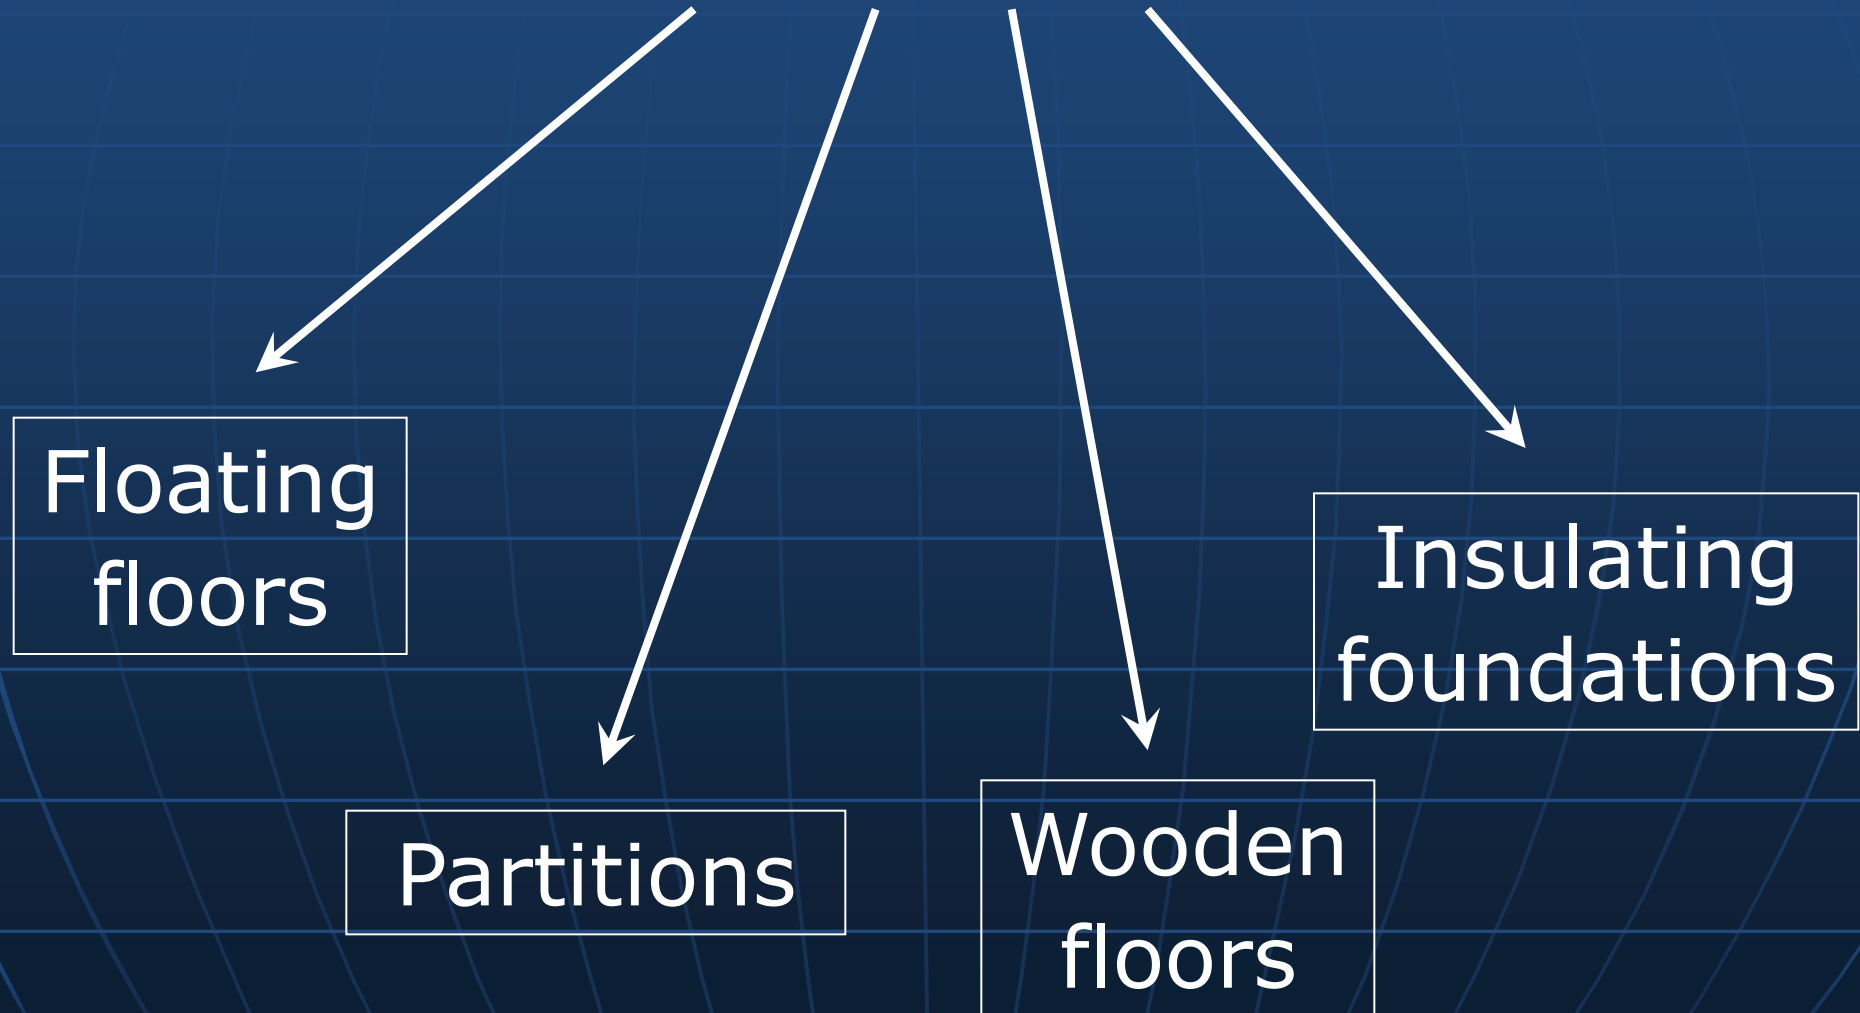 Floating
floors
Insulating
foundations
Partitions
Wooden
floors